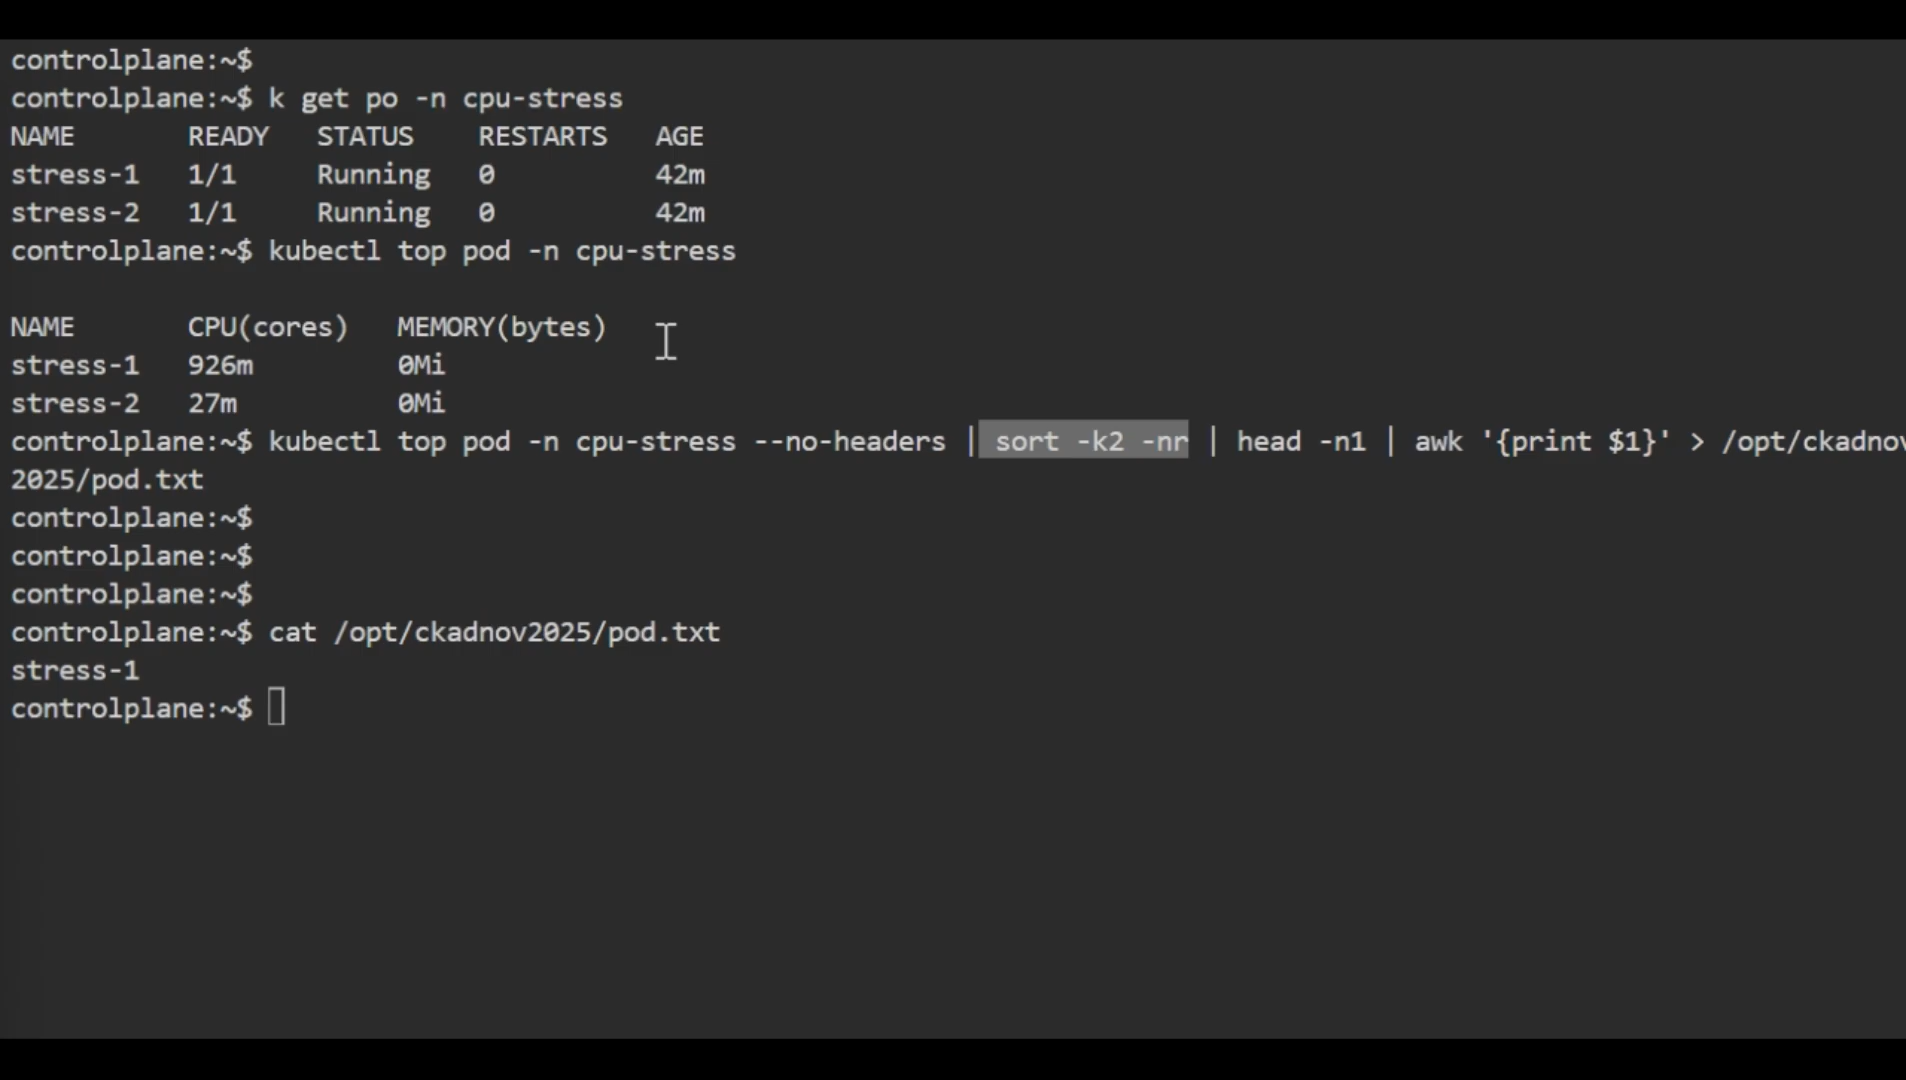 controlplane:~$
controlplane:~$ k get po -n cpu-stress
NAME       READY   STATUS    RESTARTS   AGE
stress-1   1/1     Running   0          42m
stress-2   1/1     Running   0          42m
controlplane:~$ kubectl top pod -n cpu-stress
NAME       CPU(cores)   MEMORY(bytes)
stress-1   926m         0Mi
stress-2   27m          0Mi
controlplane:~$ kubectl top pod -n cpu-stress --no-headers | sort -k2 -nr | head -n1 | awk '{print $1}' > /opt/ckadnov
2025/pod.txt
controlplane:~$
controlplane:~$
controlplane:~$
controlplane:~$ cat /opt/ckadnov2025/pod.txt
stress-1
controlplane:~$